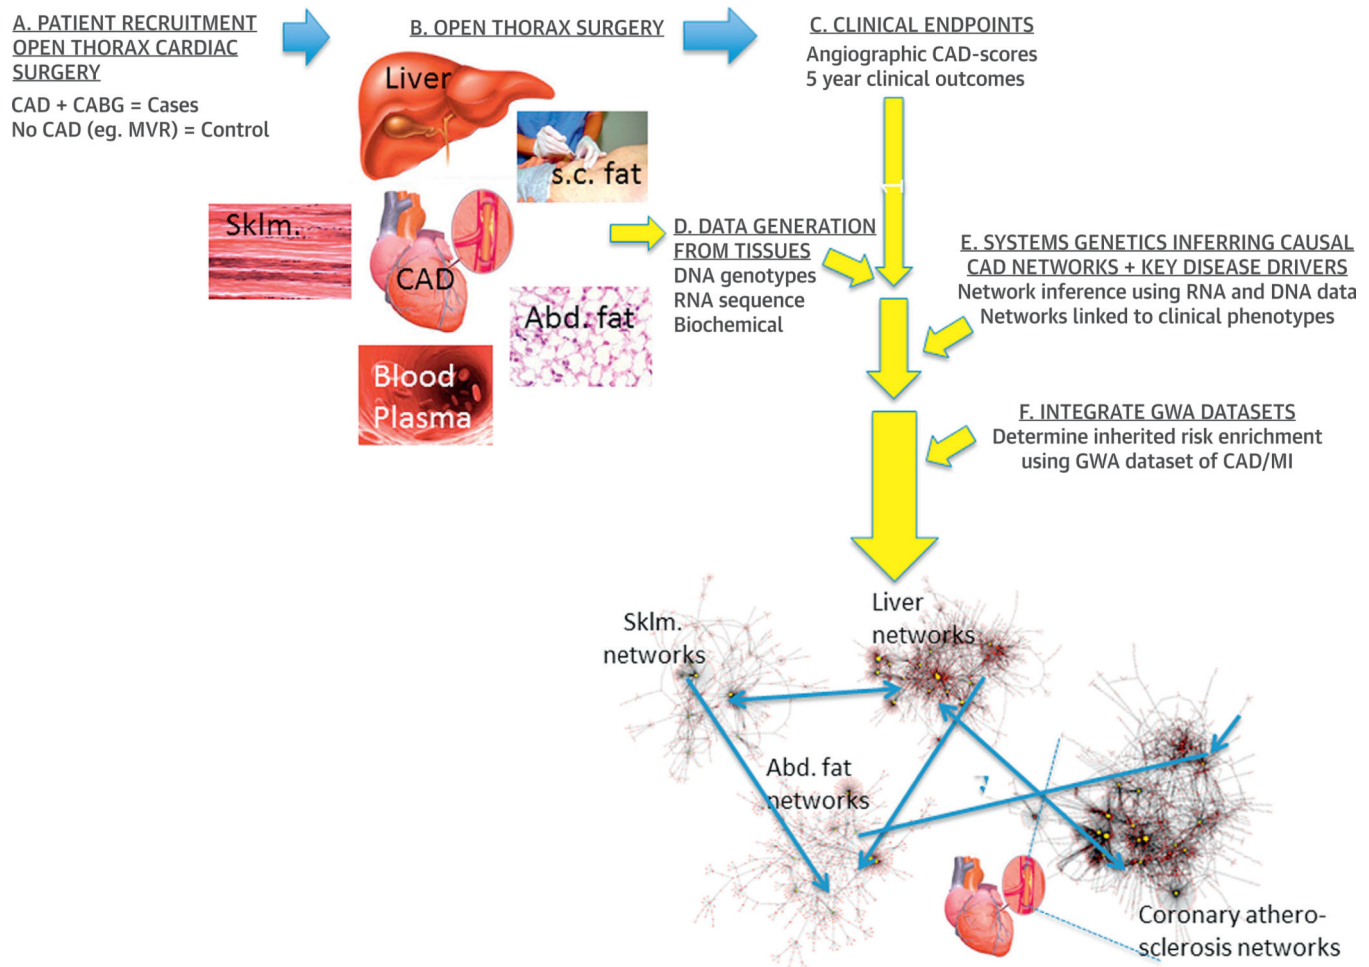 A. PATIENT RECRUITMENT
OPEN THORAX CARDIAC
SURGERY
CAD + CABG = Cases
No CAD (eg. MVR) = Control
B. OPEN THORAX SURGERY
Liver
s.c. fat
Sklm.
CAD
Abd. fat
Blood
Plasma
C. CLINICAL ENDPOINTS
Angiographic CAD-scores
5 year clinical outcomes
1
D. DATA GENERATION
FROM TISSUES
DNA genotypes
RNA sequence
Biochemical
E. SYSTEMS GENETICS INFERRING CAUSAL
CAD NETWORKS + KEY DISEASE DRIVERS
Network inference using RNA and DNA data
Networks linked to clinical phenotypes
F. INTEGRATE GWA DATASETS
Determine inherited risk enrichment
using GWA dataset of CAD/MI
Sklm.
networks
Liver
networks
Abd. fat
networks
Coronary athero-
sclerosis networks